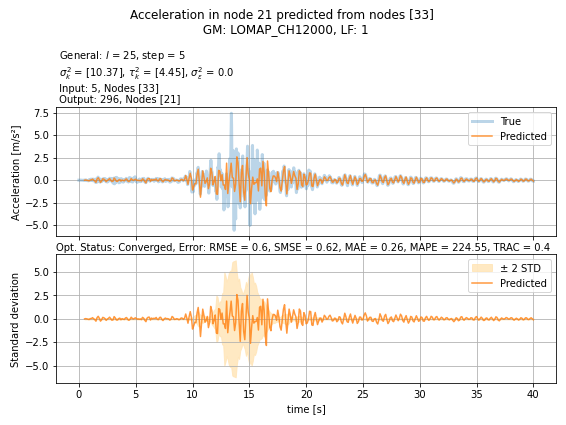 Acceleration in node 21 predicted from nodes [33]
GM: LOMAP_CH12000, LF: 1
General: l = 25, step = 5
σ²ₖ = [10.37], τ²ₖ = [4.45], σ²ε = 0.0
Input: 5, Nodes [33]
Output: 296, Nodes [21]
Acceleration [m/s²]
7.5
5.0
2.5
0.0
−2.5
−5.0
True
Predicted
Opt. Status: Converged, Error: RMSE = 0.6, SMSE = 0.62, MAE = 0.26, MAPE = 224.55, TRAC = 0.4
Standard deviation
5.0
2.5
0.0
−2.5
−5.0
± 2 STD
Predicted
0 5 10 15 20 25 30 35 40
time [s]